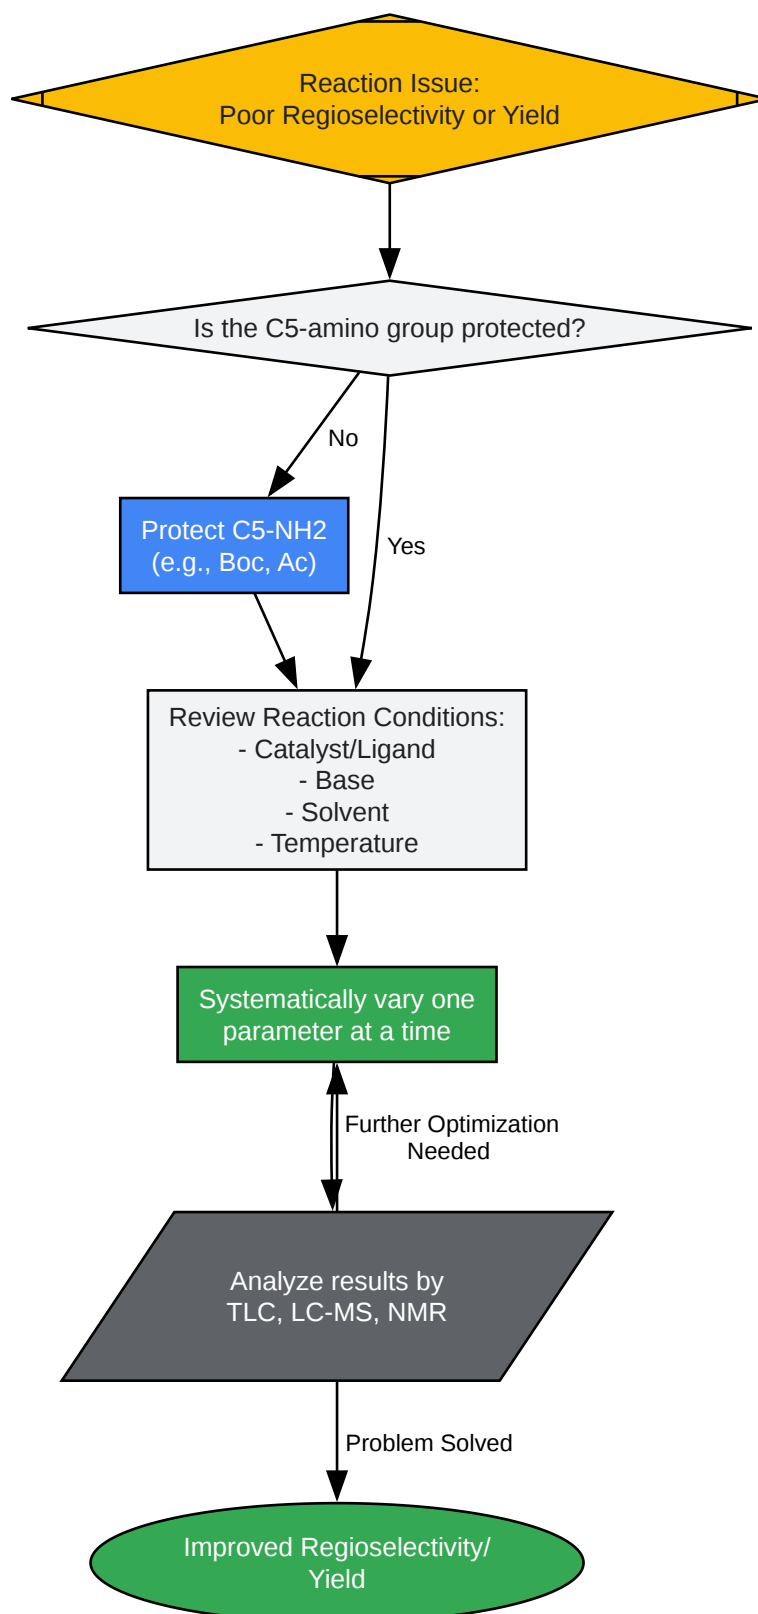 Reaction Issue:
Poor Regioselectivity or Yield
Is the C5-amino group protected?
No
Protect C5-NH2
(e.g., Boc, Ac)
Yes
Review Reaction Conditions:
- Catalyst/Ligand
- Base
- Solvent
- Temperature
Systematically vary one
parameter at a time
Further Optimization
Needed
Analyze results by
TLC, LC-MS, NMR
Problem Solved
Improved Regioselectivity/
Yield